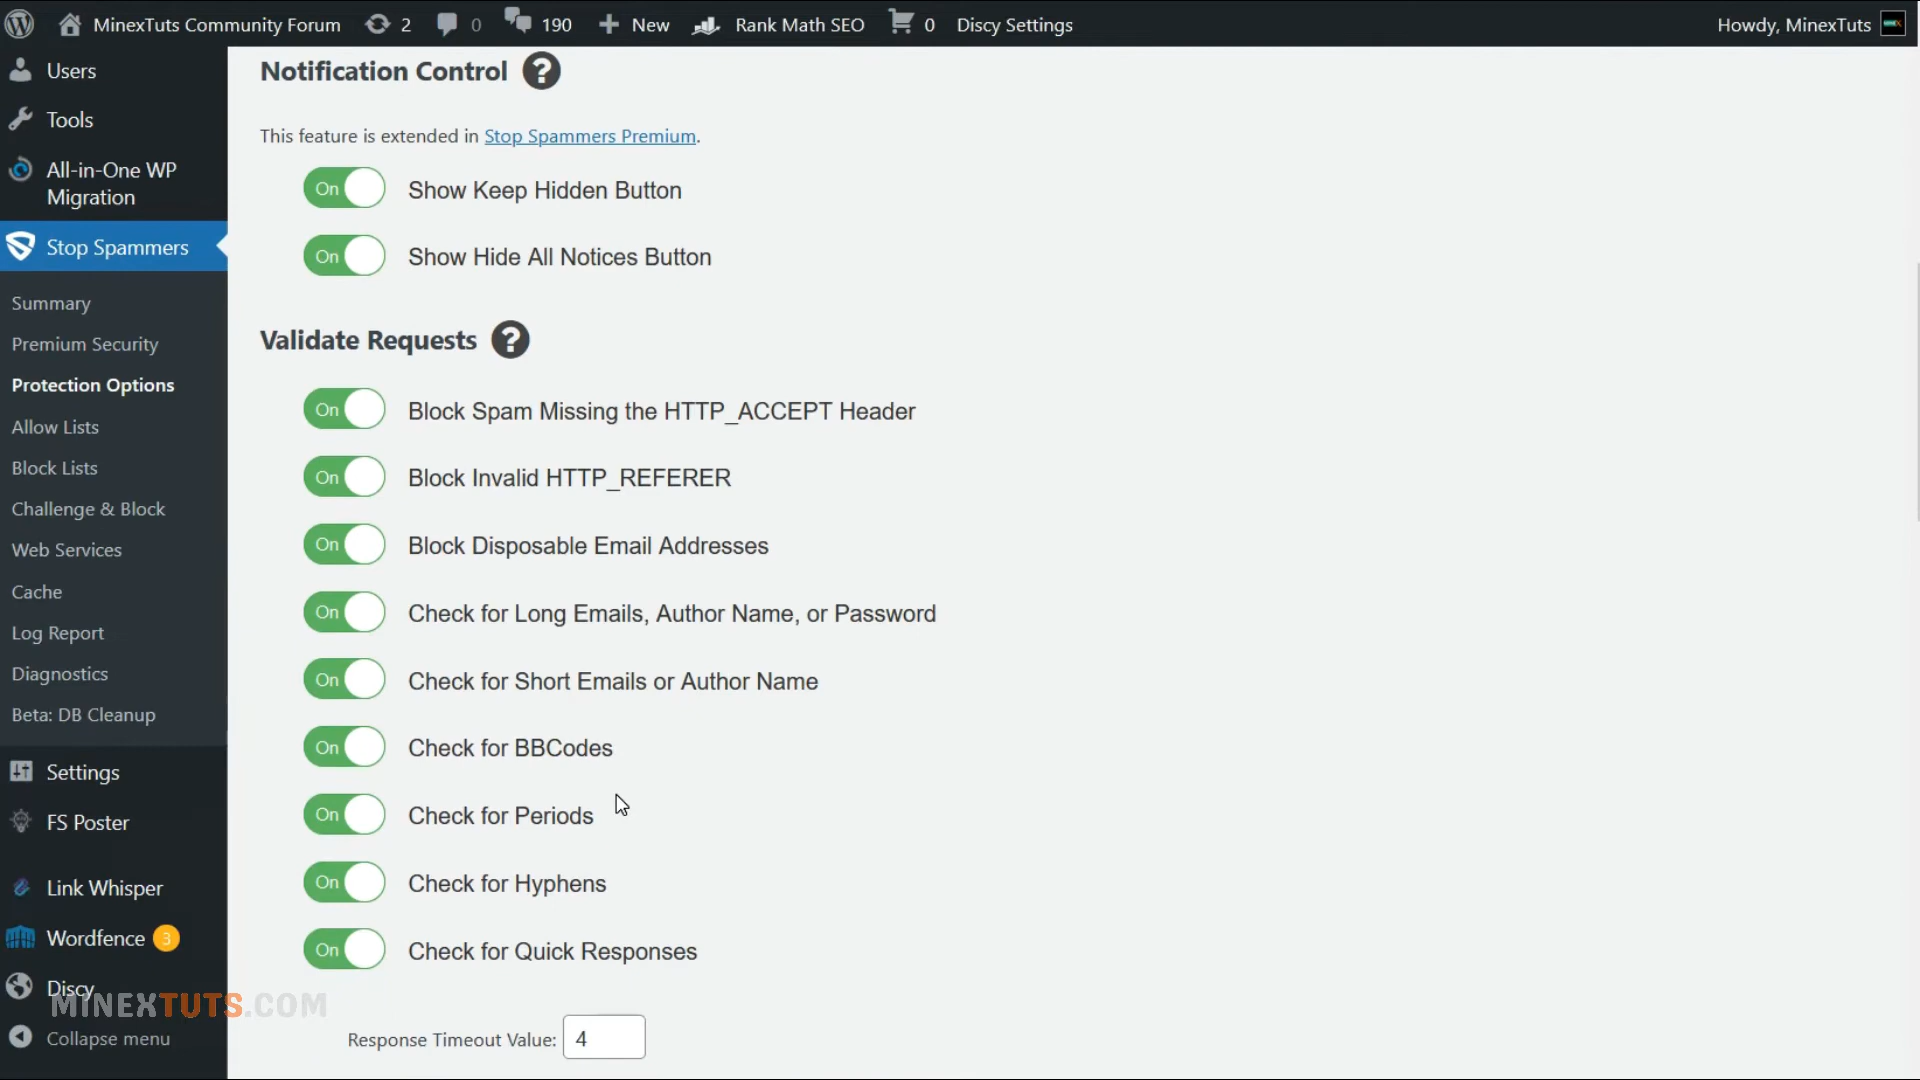 MinexTuts Community Forum 2 0 190 New Rank Math SEO 0 Discy Settings Howdy, MinexTuts
Users
Tools
All-in-One WP
Migration
Stop Spammers
Summary
Premium Security
Protection Options
Allow Lists
Block Lists
Challenge & Block
Web Services
Cache
Log Report
Diagnostics
Beta: DB Cleanup
Settings
FS Poster
Link Whisper
Wordfence 3
Discy
MINEXTUTS.COM
Collapse menu
Notification Control ?
This feature is extended in Stop Spammers Premium.
On Show Keep Hidden Button
On Show Hide All Notices Button
Validate Requests ?
On Block Spam Missing the HTTP_ACCEPT Header
On Block Invalid HTTP_REFERER
On Block Disposable Email Addresses
On Check for Long Emails, Author Name, or Password
On Check for Short Emails or Author Name
On Check for BBCodes
On Check for Periods
On Check for Hyphens
On Check for Quick Responses
Response Timeout Value: 4